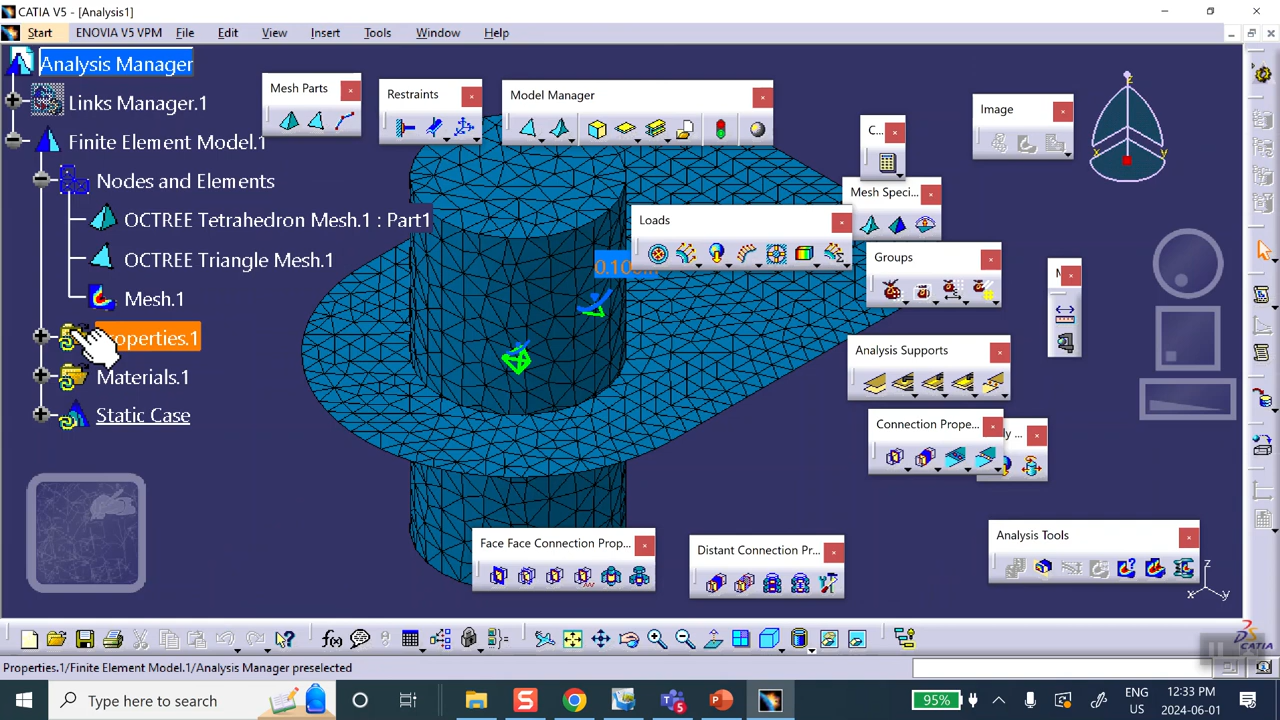 CATIA V5 - [Analysis1]
Start ENOVIA V5 VPM File Edit View Insert Tools Window Help
Analysis Manager
Links Manager.1
Finite Element Model.1
Nodes and Elements
OCTREE Tetrahedron Mesh.1 : Part1
OCTREE Triangle Mesh.1
Mesh.1
Properties.1
Materials.1
Static Case
Mesh Parts
Restraints
Model Manager
C...
Image
Mesh Speci...
Loads
Groups
Analysis Supports
Connection Prope...
Face Face Connection Prop...
Distant Connection Pr...
Analysis Tools
z
x
y
z
x
y
f(x)
CATIA
Properties.1/Finite Element Model.1/Analysis Manager preselected
Type here to search
95%
ENG
US
12:33 PM
2024-06-01